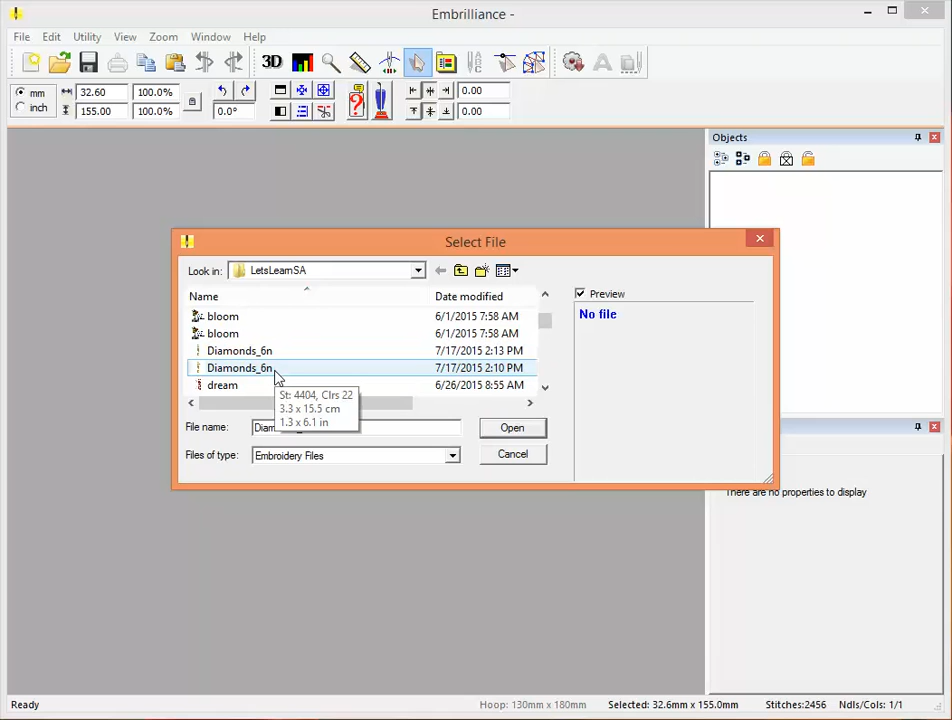 Embrilliance -
File Edit Utility View Zoom Window Help
3D
mm 32.60 100.0% 0.00
inch 155.00 100.0% 0.0° 0.00
Objects
Select File
Look in: LetsLearnSA
Preview
Name Date modified
No file
bloom 6/1/2015 7:58 AM
bloom 6/1/2015 7:58 AM
Diamonds_6n 7/17/2015 2:13 PM
Diamonds_6n 7/17/2015 2:10 PM
dream 6/26/2015 8:55 AM
St: 4404, Clrs 22
3.3 x 15.5 cm
1.3 x 6.1 in
File name: Open
Files of type: Embroidery Files Cancel
There are no properties to display
Ready Hoop: 130mm x 180mm Selected: 32.6mm x 155.0mm Stitches:2456 Ndls/Cols: 1/1